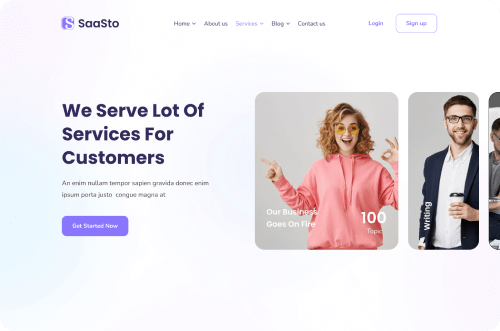 SaaSto
Home
About us
Services
Blog
Contact us
Login
Sign up
We Serve Lot Of
Services For
Customers
An enim nullam tempor sapien gravida donec enim
ipsum porta justo congue magna at
Get Started Now
Our Business
Goes On Fire
100
Topic
Writing